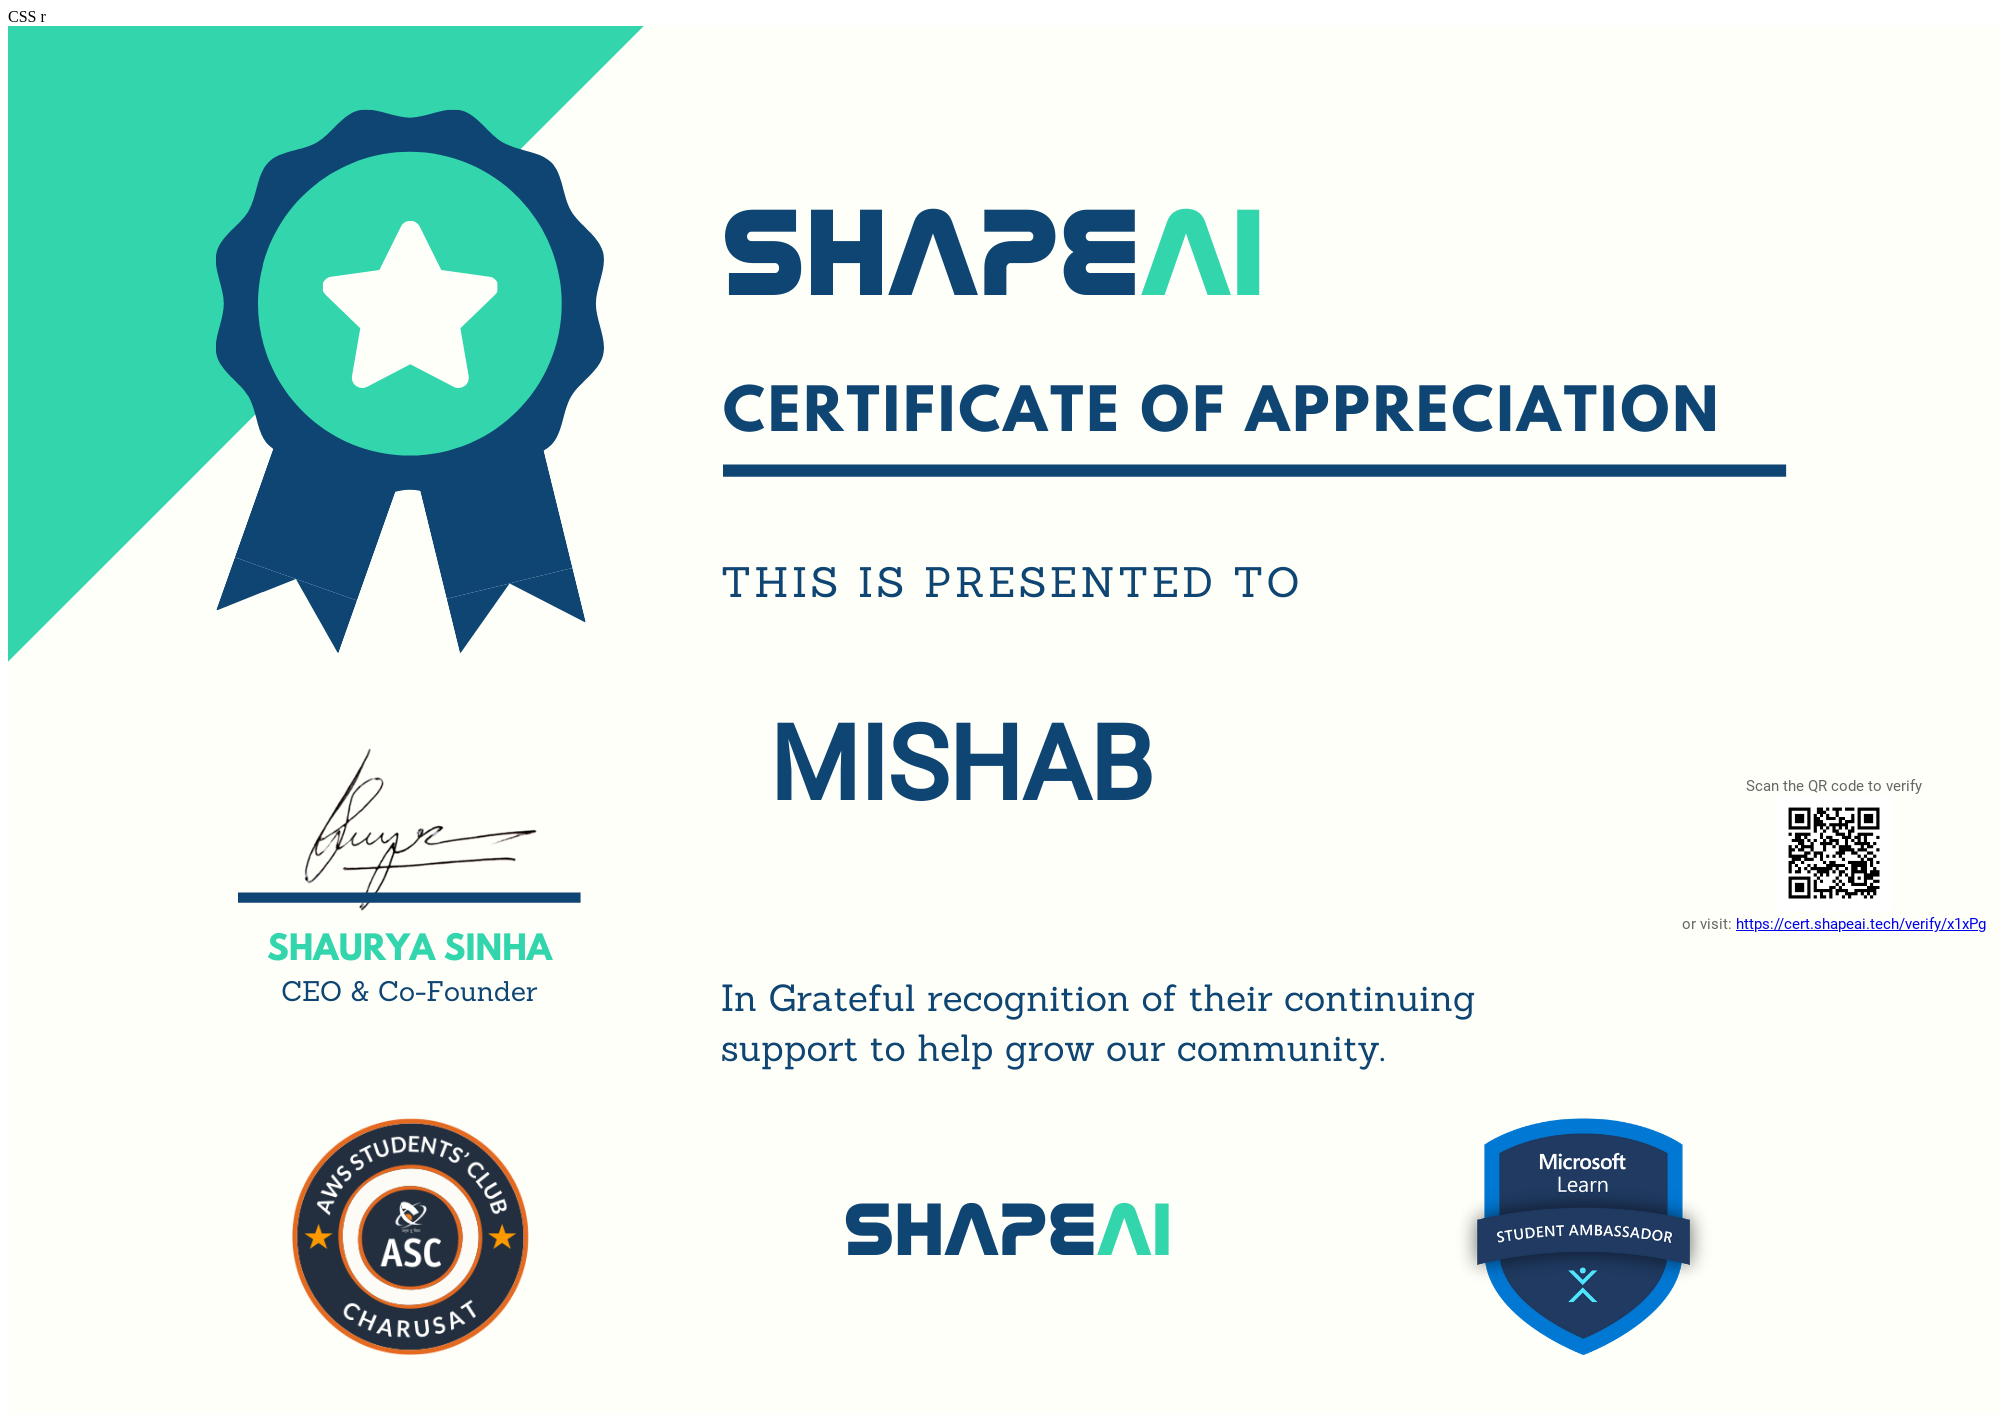 CSS r
SHAPEAI
CERTIFICATE OF APPRECIATION
THIS IS PRESENTED TO
MISHAB
Scan the QR code to verify
or visit: https://cert.shapeai.tech/verify/x1xPg
SHAURYA SINHA
CEO & Co-Founder
In Grateful recognition of their continuing
support to help grow our community.
AWS STUDENTS' CLUB
ASC
CHARUSAT
SHAPEAI
Microsoft
Learn
STUDENT AMBASSADOR